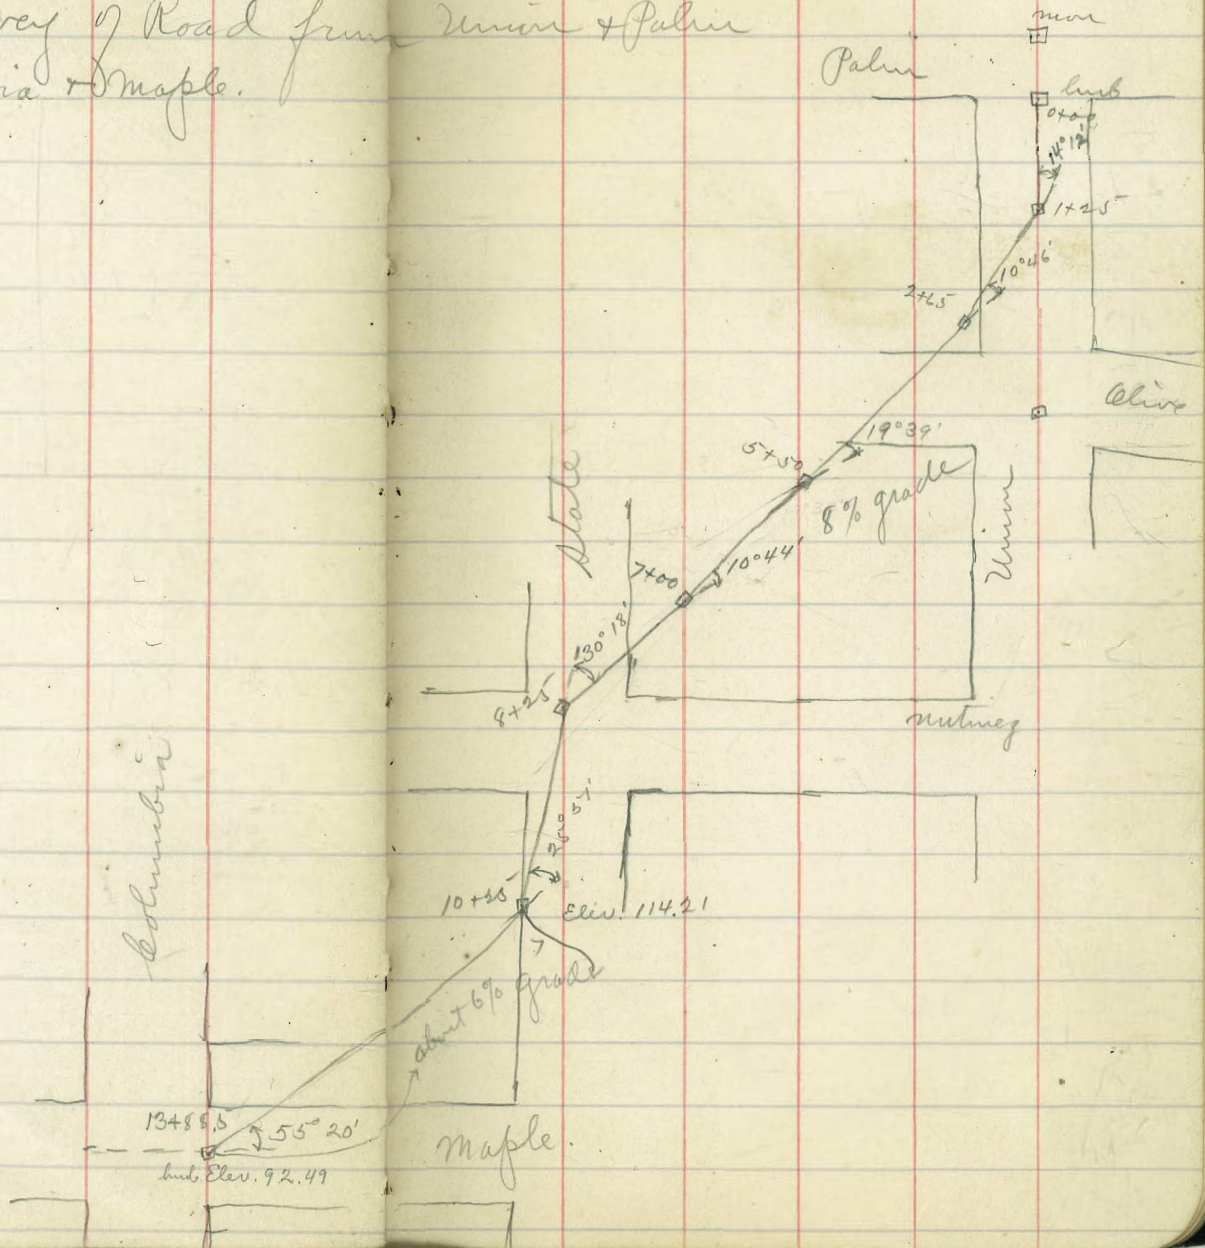 vey of Road from Union & Palm
ia & Maple.
mon
Palm
hub
0+00
14°12'
1+25
10°46'
2+65
Olive
19°39'
5+50
8% grade
State
Union
10°44'
7+00
30°18'
8+25
Nutmeg
Columbia
10+25
Elev. 114.21
about 6% grade
13+88.5
55° 20'
Maple.
hub Elev. 92.49